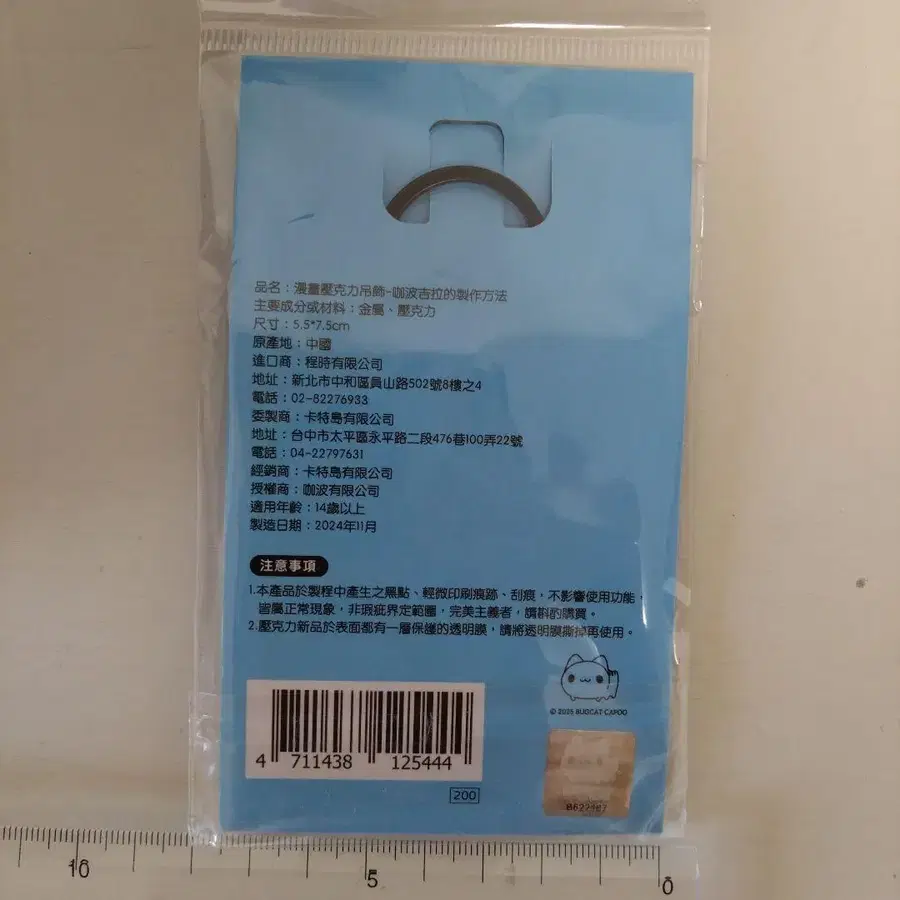 品名：漫畫壓克力吊飾-咖波吉拉的製作方法
主要成分或材料：金屬、壓克力
尺寸：5.5*7.5cm
原產地：中國
進口商：程時有限公司
地址：新北市中和區員山路502號8樓之4
電話：02-82276933
委製商：卡特島有限公司
地址：台中市太平區永平路二段476巷100弄22號
電話：04-22797631
經銷商：卡特島有限公司
授權商：咖波有限公司
適用年齡：14歲以上
製造日期：2024年11月
注意事項
1.本產品於製程中產生之黑點、輕微印刷痕跡、刮痕，不影響使用功能，
皆屬正常現象，非瑕疵界定範圍，完美主義者，請斟酌購買。
2.壓克力新品於表面都有一層保護的透明膜，請將透明膜撕掉再使用。
© 2025 BUGCAT CAPOO
4 711438 125444
200
10 5 0